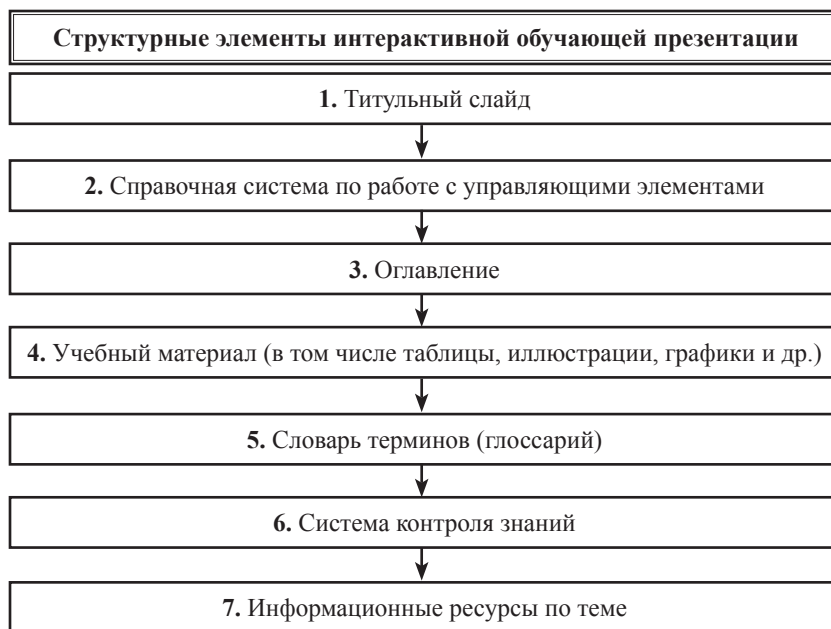 Структурные элементы интерактивной обучающей презентации
1. Титульный слайд
2. Справочная система по работе с управляющими элементами
3. Оглавление
4. Учебный материал (в том числе таблицы, иллюстрации, графики и др.)
5. Словарь терминов (глоссарий)
6. Система контроля знаний
7. Информационные ресурсы по теме